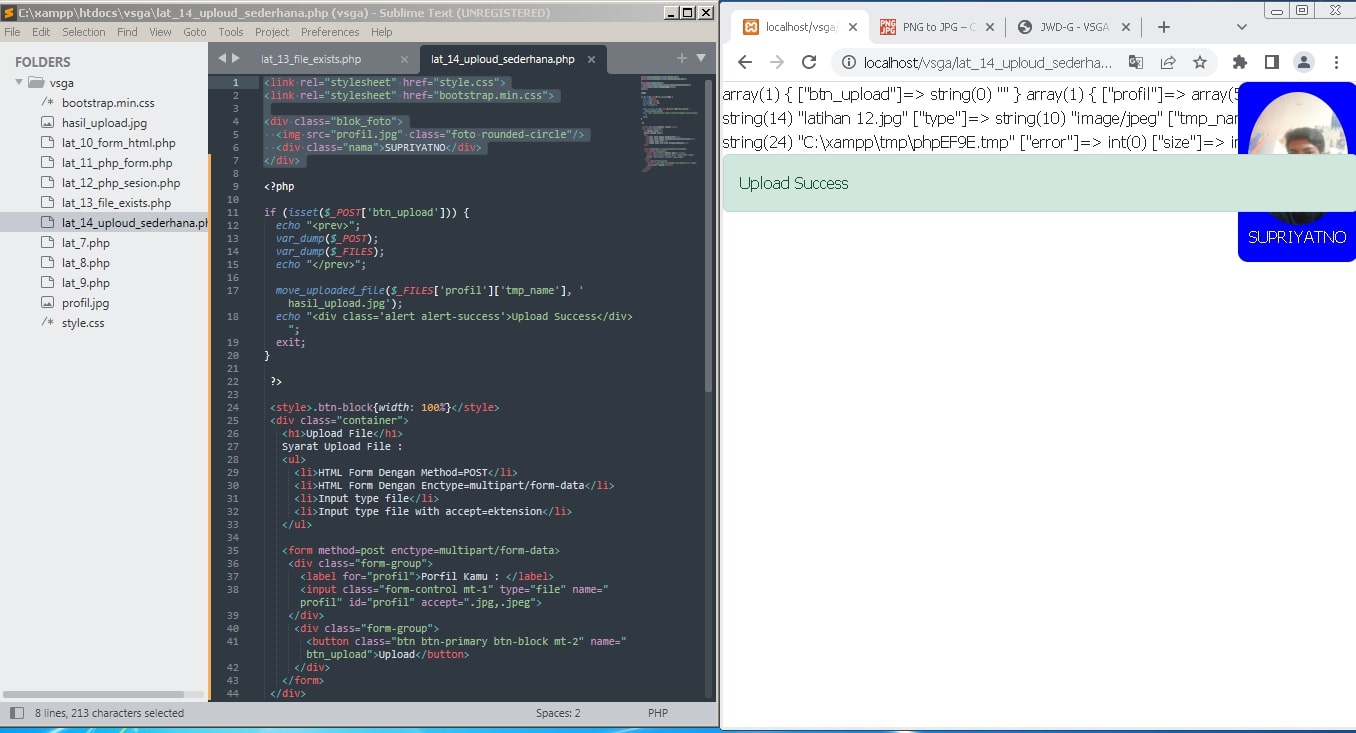 C:\xampp\htdocs\vsga\lat_14_uploud_sederhana.php (vsga) - Sublime Text (UNREGISTERED)
File Edit Selection Find View Goto Tools Project Preferences Help
FOLDERS
vsga
/* bootstrap.min.css
hasil_upload.jpg
lat_10_form_html.php
lat_11_php_form.php
lat_12_php_sesion.php
lat_13_file_exists.php
lat_14_uploud_sederhana.ph
lat_7.php
lat_8.php
lat_9.php
profil.jpg
/* style.css
lat_13_file_exists.php × lat_14_uploud_sederhana.php ×
1 <link rel="stylesheet" href="style.css">
2 <link rel="stylesheet" href="bootstrap.min.css">
3
4 <div class="blok_foto">
5 <img src="profil.jpg" class="foto rounded-circle"/>
6 <div class="nama">SUPRIYATNO</div>
7 </div>
8
9 <?php
10
11 if (isset($_POST['btn_upload'])) {
12 echo "<prev>";
13 var_dump($_POST);
14 var_dump($_FILES);
15 echo "</prev>";
16
17 move_uploaded_file($_FILES['profil']['tmp_name'], '
hasil_upload.jpg');
18 echo "<div class='alert alert-success'>Upload Success</div>
";
19 exit;
20 }
21
22 ?>
23
24 <style>.btn-block{width: 100%}</style>
25 <div class="container">
26 <h1>Upload File</h1>
27 Syarat Upload File :
28 <ul>
29 <li>HTML Form Dengan Method=POST</li>
30 <li>HTML Form Dengan Enctype=multipart/form-data</li>
31 <li>Input type file</li>
32 <li>Input type file with accept=ektension</li>
33 </ul>
34
35 <form method=post enctype=multipart/form-data>
36 <div class="form-group">
37 <label for="profil">Porfil Kamu : </label>
38 <input class="form-control mt-1" type="file" name="
profil" id="profil" accept=".jpg,.jpeg">
39 </div>
40 <div class="form-group">
41 <button class="btn btn-primary btn-block mt-2" name="
btn_upload">Upload</button>
42 </div>
43 </form>
44 </div>
8 lines, 213 characters selected Spaces: 2 PHP
localhost/vsga/ × PNG to JPG – C × JWD-G - VSGA ×
localhost/vsga/lat_14_uploud_sederha...
array(1) { ["btn_upload"]=> string(0) "" } array(1) { ["profil"]=> array(5
string(14) "latihan 12.jpg" ["type"]=> string(10) "image/jpeg" ["tmp_nam
string(24) "C:\xampp\tmp\phpEF9E.tmp" ["error"]=> int(0) ["size"]=> in
Upload Success
SUPRIYATNO